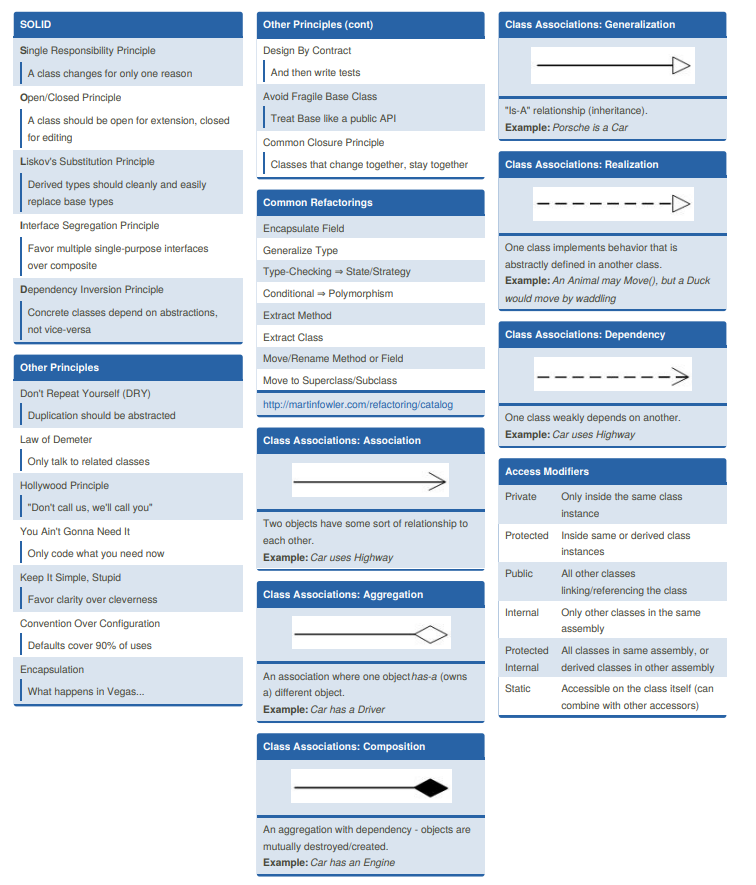 SOLID
Single Responsibility Principle
A class changes for only one reason
Open/Closed Principle
A class should be open for extension, closed
for editing
Liskov's Substitution Principle
Derived types should cleanly and easily
replace base types
Interface Segregation Principle
Favor multiple single-purpose interfaces
over composite
Dependency Inversion Principle
Concrete classes depend on abstractions,
not vice-versa
Other Principles
Don't Repeat Yourself (DRY)
Duplication should be abstracted
Law of Demeter
Only talk to related classes
Hollywood Principle
"Don't call us, we'll call you"
You Ain't Gonna Need It
Only code what you need now
Keep It Simple, Stupid
Favor clarity over cleverness
Convention Over Configuration
Defaults cover 90% of uses
Encapsulation
What happens in Vegas...
Other Principles (cont)
Design By Contract
And then write tests
Avoid Fragile Base Class
Treat Base like a public API
Common Closure Principle
Classes that change together, stay together
Common Refactorings
Encapsulate Field
Generalize Type
Type-Checking ⇒ State/Strategy
Conditional ⇒ Polymorphism
Extract Method
Extract Class
Move/Rename Method or Field
Move to Superclass/Subclass
http://martinfowler.com/refactoring/catalog
Class Associations: Association
Two objects have some sort of relationship to
each other.
Example: Car uses Highway
Class Associations: Aggregation
An association where one object has-a (owns
a) different object.
Example: Car has a Driver
Class Associations: Composition
An aggregation with dependency - objects are
mutually destroyed/created.
Example: Car has an Engine
Class Associations: Generalization
"Is-A" relationship (inheritance).
Example: Porsche is a Car
Class Associations: Realization
One class implements behavior that is
abstractly defined in another class.
Example: An Animal may Move(), but a Duck
would move by waddling
Class Associations: Dependency
One class weakly depends on another.
Example: Car uses Highway
Access Modifiers
Private Only inside the same class
instance
Protected Inside same or derived class
instances
Public All other classes
linking/referencing the class
Internal Only other classes in the same
assembly
Protected All classes in same assembly, or
Internal derived classes in other assembly
Static Accessible on the class itself (can
combine with other accessors)